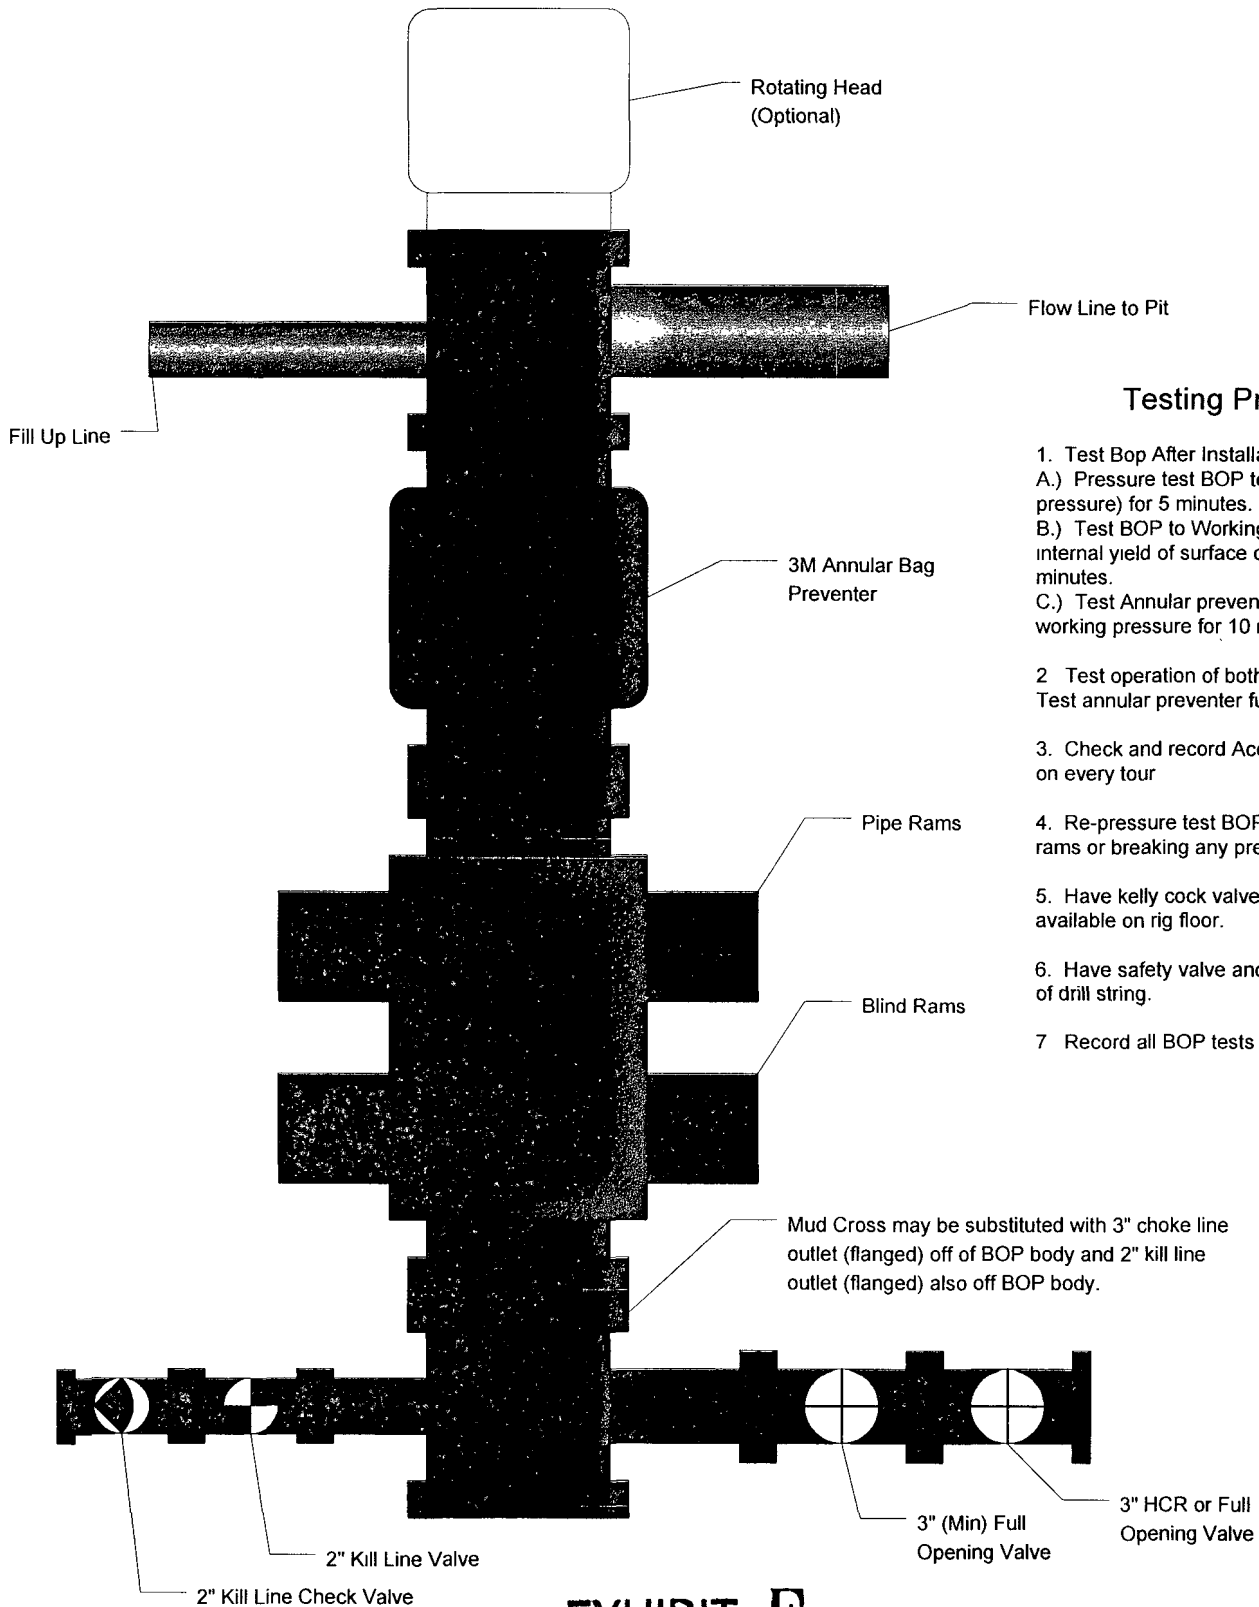 Rotating Head
(Optional)
Flow Line to Pit
Fill Up Line
Testing Pr
1. Test Bop After Installa
A.) Pressure test BOP to
pressure) for 5 minutes.
B.) Test BOP to Working
internal yield of surface c
minutes.
C.) Test Annular preven
working pressure for 10 m
2 Test operation of both
Test annular preventer fu
3. Check and record Acc
on every tour
4. Re-pressure test BOP
rams or breaking any pre
5. Have kelly cock valve
available on rig floor.
6. Have safety valve and
of drill string.
7 Record all BOP tests
3M Annular Bag
Preventer
Pipe Rams
Blind Rams
Mud Cross may be substituted with 3" choke line
outlet (flanged) off of BOP body and 2" kill line
outlet (flanged) also off BOP body.
3" HCR or Full
Opening Valve
3" (Min) Full
Opening Valve
2" Kill Line Valve
2" Kill Line Check Valve
EXHIBIT